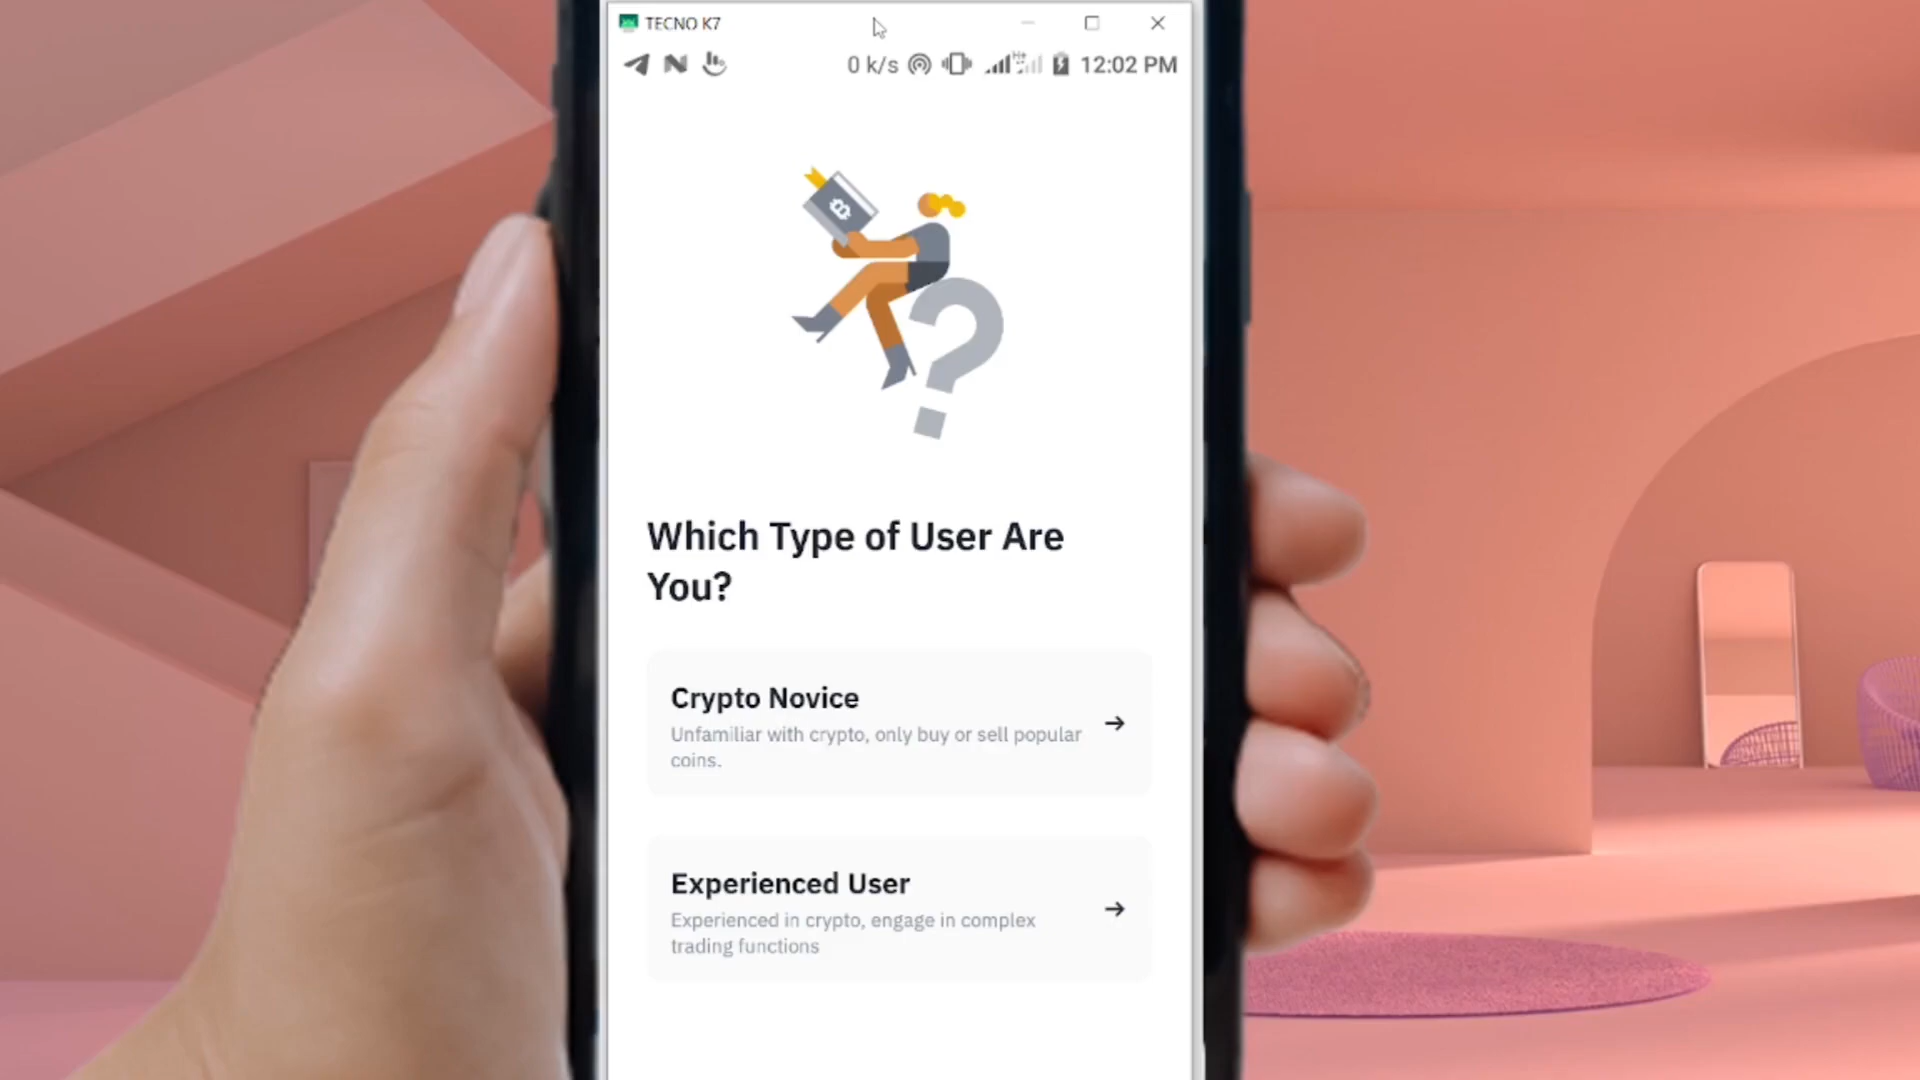 TECNO K7
0 k/s
12:02 PM
Which Type of User Are
You?
Crypto Novice
Unfamiliar with crypto, only buy or sell popular
coins.
Experienced User
Experienced in crypto, engage in complex
trading functions